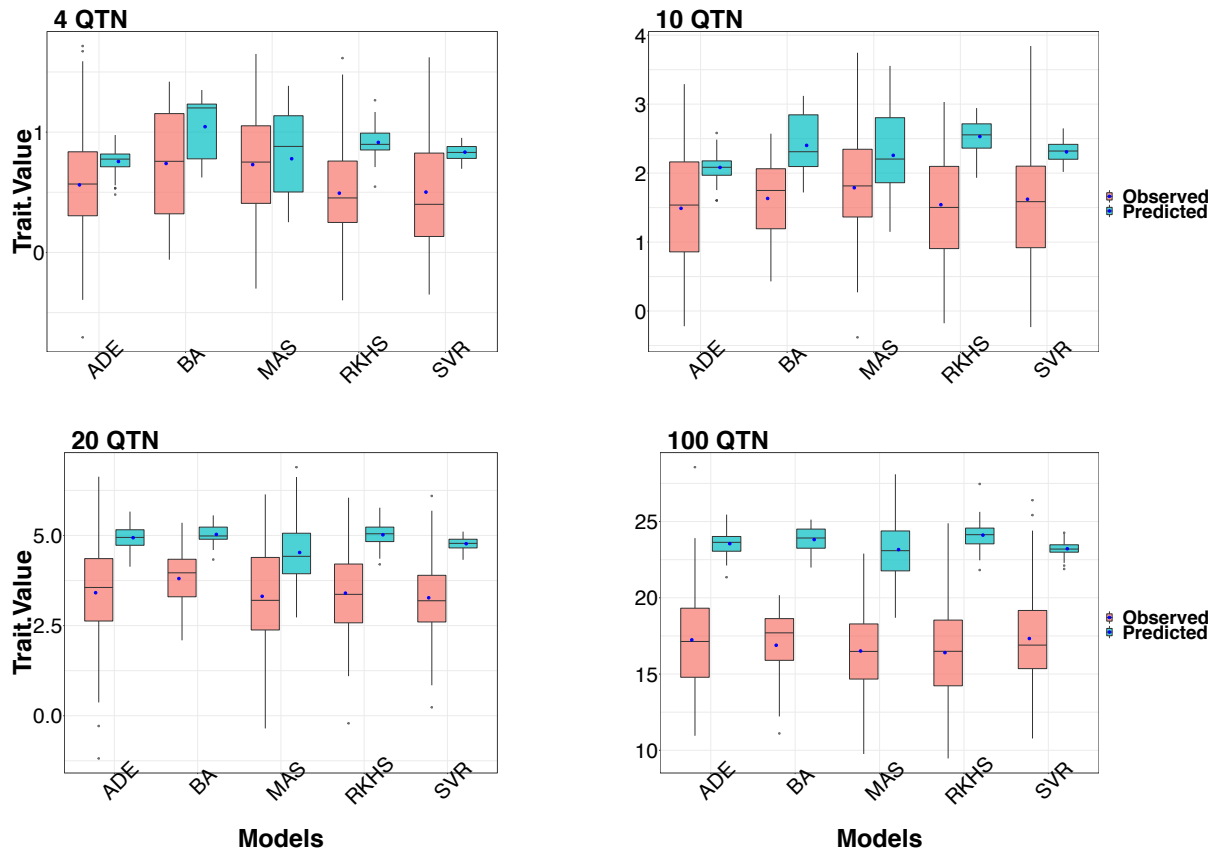 4 QTN
10 QTN
Trait.Value
1
0
ADE
BA
MAS
RKHS
SVR
4
3
2
1
0
ADE
BA
MAS
RKHS
SVR
Observed
Predicted
20 QTN
100 QTN
Trait.Value
5.0
2.5
0.0
ADE
BA
MAS
RKHS
SVR
25
20
15
10
ADE
BA
MAS
RKHS
SVR
Observed
Predicted
Models
Models